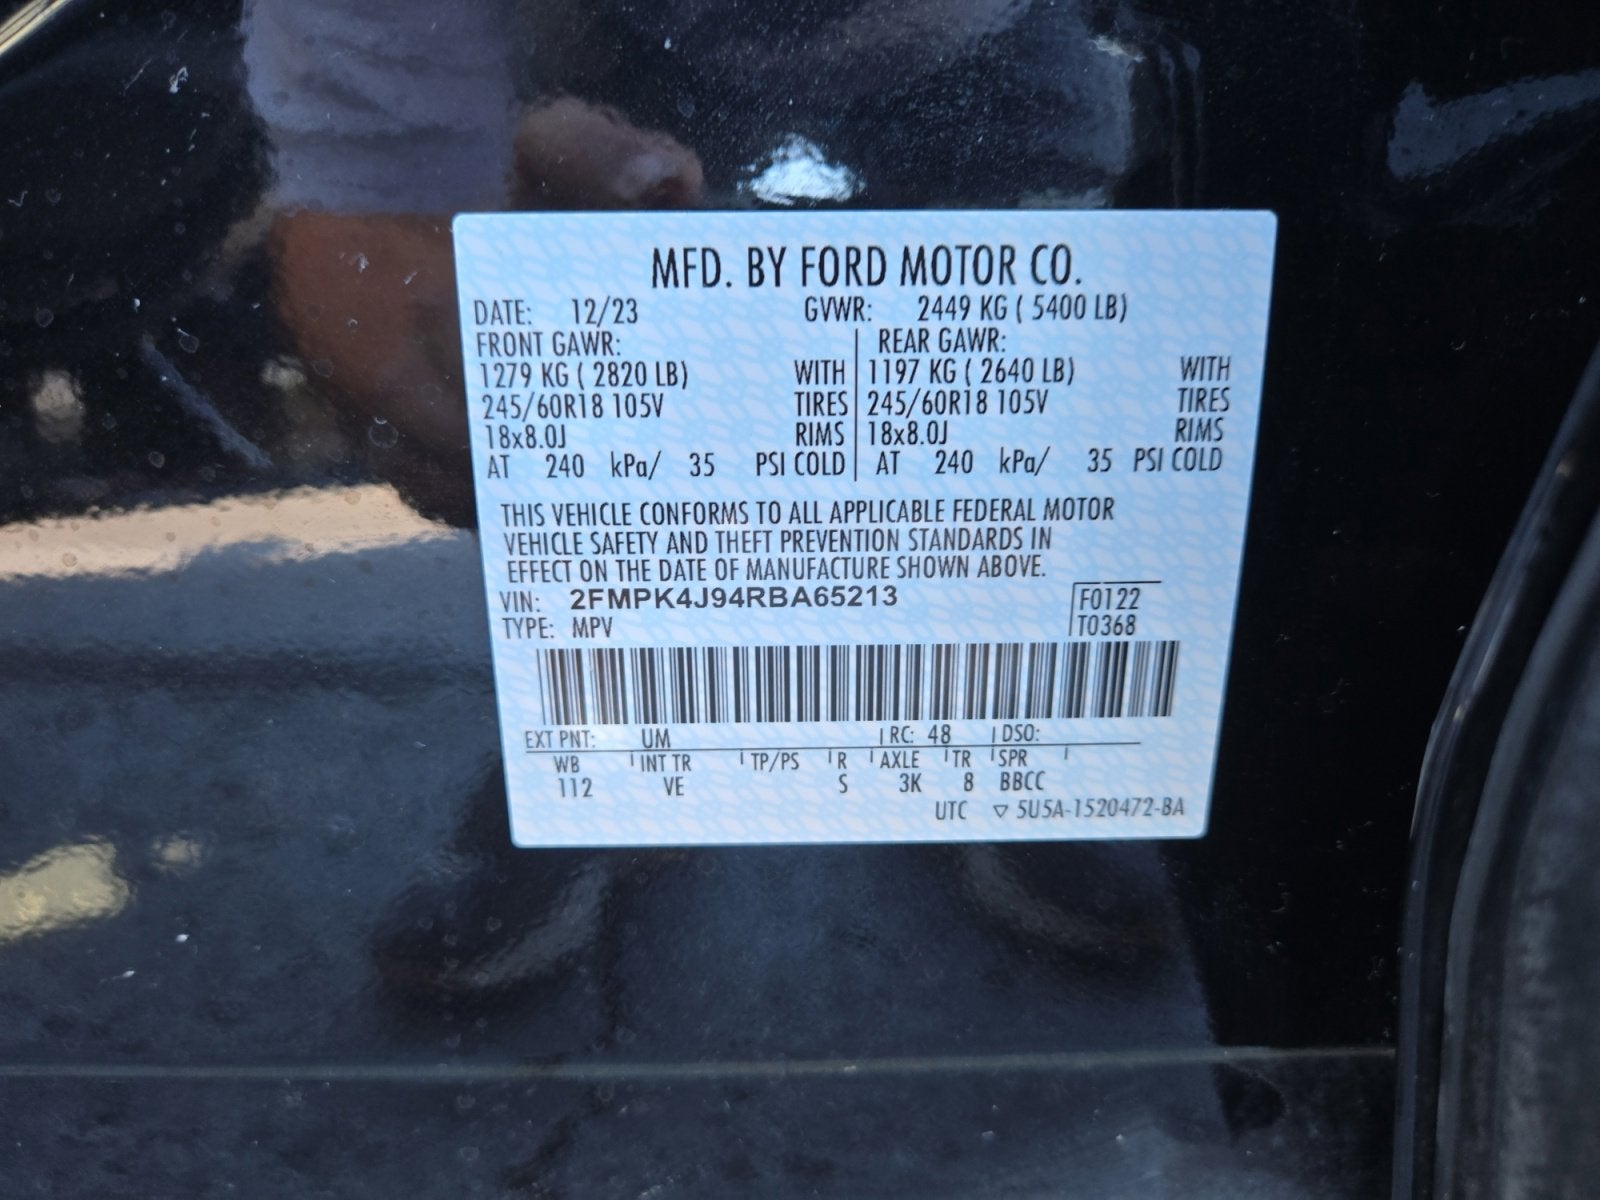 MFD. BY FORD MOTOR CO.
DATE: 12/23 GVWR: 2449 KG ( 5400 LB)
FRONT GAWR: REAR GAWR:
1279 KG ( 2820 LB) WITH 1197 KG ( 2640 LB) WITH
245/60R18 105V TIRES 245/60R18 105V TIRES
18x8.0J RIMS 18x8.0J RIMS
AT 240 kPa/ 35 PSI COLD AT 240 kPa/ 35 PSI COLD
THIS VEHICLE CONFORMS TO ALL APPLICABLE FEDERAL MOTOR
VEHICLE SAFETY AND THEFT PREVENTION STANDARDS IN
EFFECT ON THE DATE OF MANUFACTURE SHOWN ABOVE.
VIN: 2FMPK4J94RBA65213 F0122
TYPE: MPV T0368
EXT PNT: UM RC: 48 DSO:
WB INT TR TP/PS R AXLE TR SPR
112 VE S 3K 8 BBCC
UTC ▽ 5U5A-1520472-BA